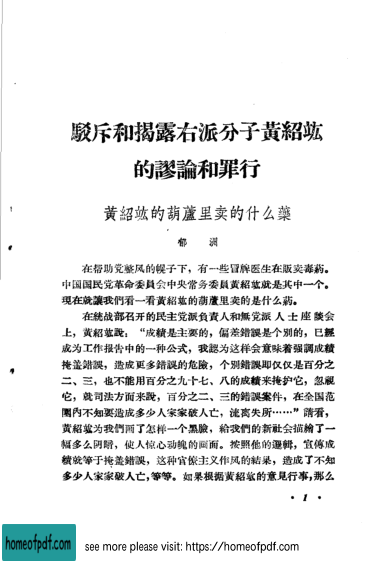 駁斥和揭露右派分子黃紹竑
的謬論和罪行
黃紹竑的葫蘆里卖的什么藥
郁 洲
在帮助党整风的幌子下，有一些冒牌医生在販卖毒葯。
中国国民党革命委員会中央常务委員黃紹竑就是其中一个。
現在就讓我們看一看黃紹竑的葫蘆里卖的是什么葯。
在統战部召开的民主党派負責人和無党派人士座談会
上，黃紹竑說：“成績是主要的，偏差錯誤是个別的，已經
成为工作报告中的一种公式，我認为这样会意味着强調成績
掩盖錯誤，造成更多錯誤的危險，个別錯誤即仅仅是百分之
二、三，也不能用百分之九十七、八的成績来掩护它，忽視
它，就司法方面来說，百分之二、三的錯誤案件，在全国范
圍內不知要造成多少人家家破人亡，流离失所……”請看，
黃紹竑为我們画了怎样一个黑臉，給我們的新社会描繪了一
幅多么阴暗，使人惊心动魄的画面。按照他的邏輯，宣傳成
績就等于掩盖錯誤，这种官僚主义作风的結果，造成了不知
多少人家家破人亡，等等。如果根据黃紹竑的意見行事，那么
· 1 ·
homeofpdf.com
see more please visit: https://homeofpdf.com